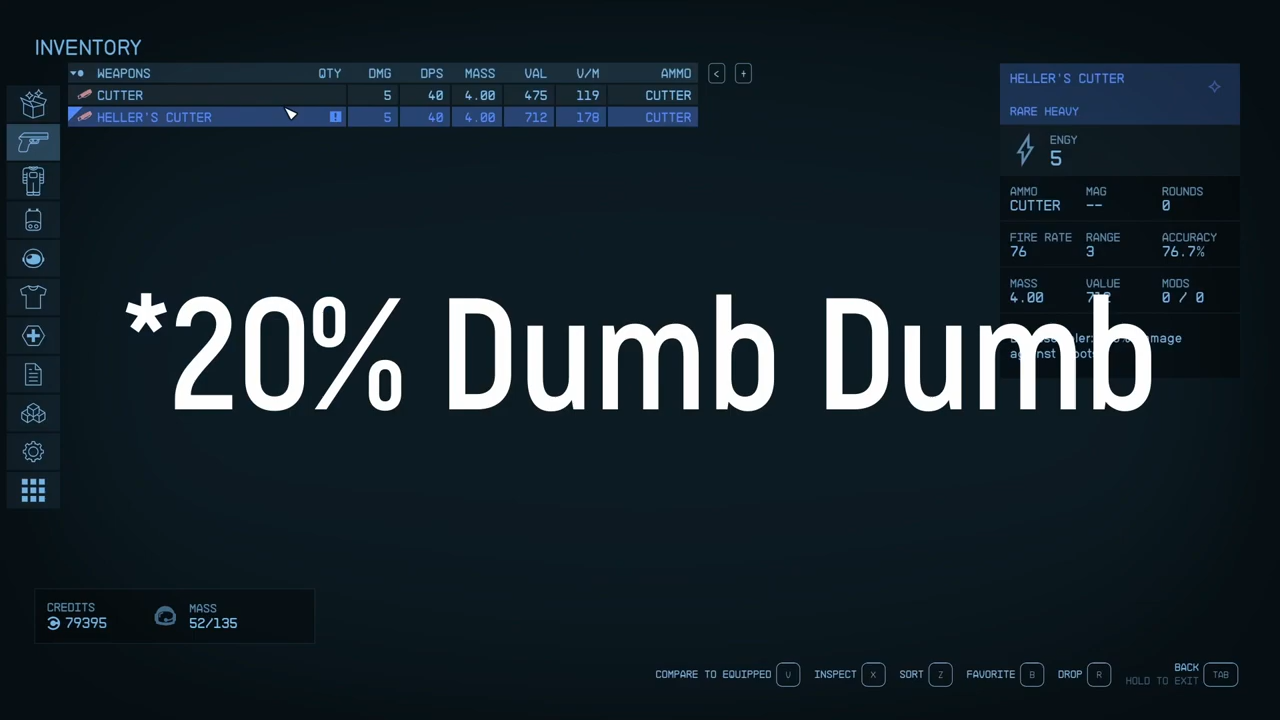 INVENTORY
WEAPONS QTY DMG DPS MASS VAL V/M AMMO < +
CUTTER 5 40 4.00 475 119 CUTTER
HELLER'S CUTTER ! 5 40 4.00 712 178 CUTTER
HELLER'S CUTTER
RARE HEAVY
ENGY
5
AMMO MAG ROUNDS
CUTTER -- 0
FIRE RATE RANGE ACCURACY
76 3 76.7%
MASS VALUE MODS
4.00 712 0 / 0
*20% Dumb Dumb
CREDITS MASS
79395 52/135
COMPARE TO EQUIPPED V INSPECT X SORT Z FAVORITE B DROP R BACK TAB
HOLD TO EXIT